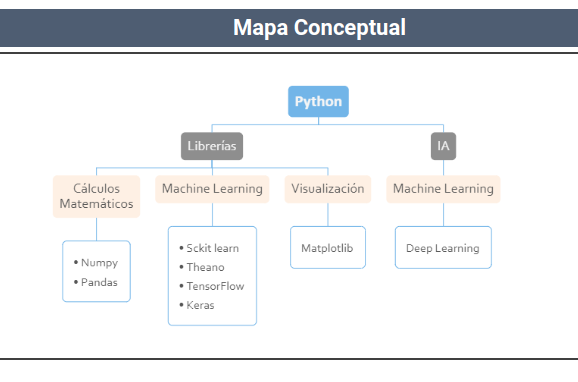 Mapa Conceptual
Python
Librerías
IA
Cálculos
Matemáticos
Machine Learning
Visualización
Machine Learning
• Numpy
• Pandas
• Sckit learn
• Theano
• TensorFlow
• Keras
Matplotlib
Deep Learning